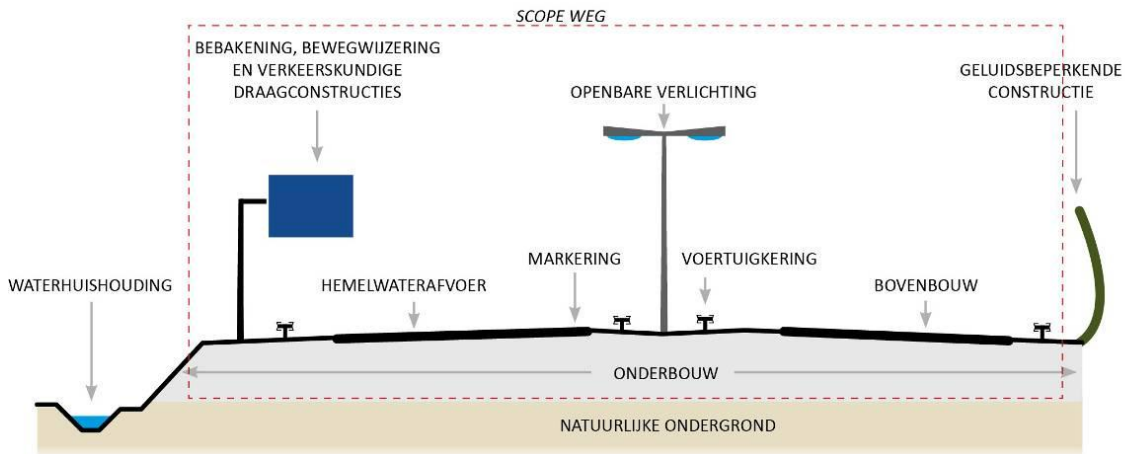 SCOPE WEG
BEBAKENING, BEWEGWIJZERING
EN VERKEERSKUNDIGE
DRAAGCONSTRUCTIES
OPENBARE VERLICHTING
GELUIDSBEPERKENDE
CONSTRUCTIE
WATERHUISHOUDING
HEMELWATERAFVOER
MARKERING
VOERTUIGKERING
BOVENBOUW
ONDERBOUW
NATUURLIJKE ONDERGROND